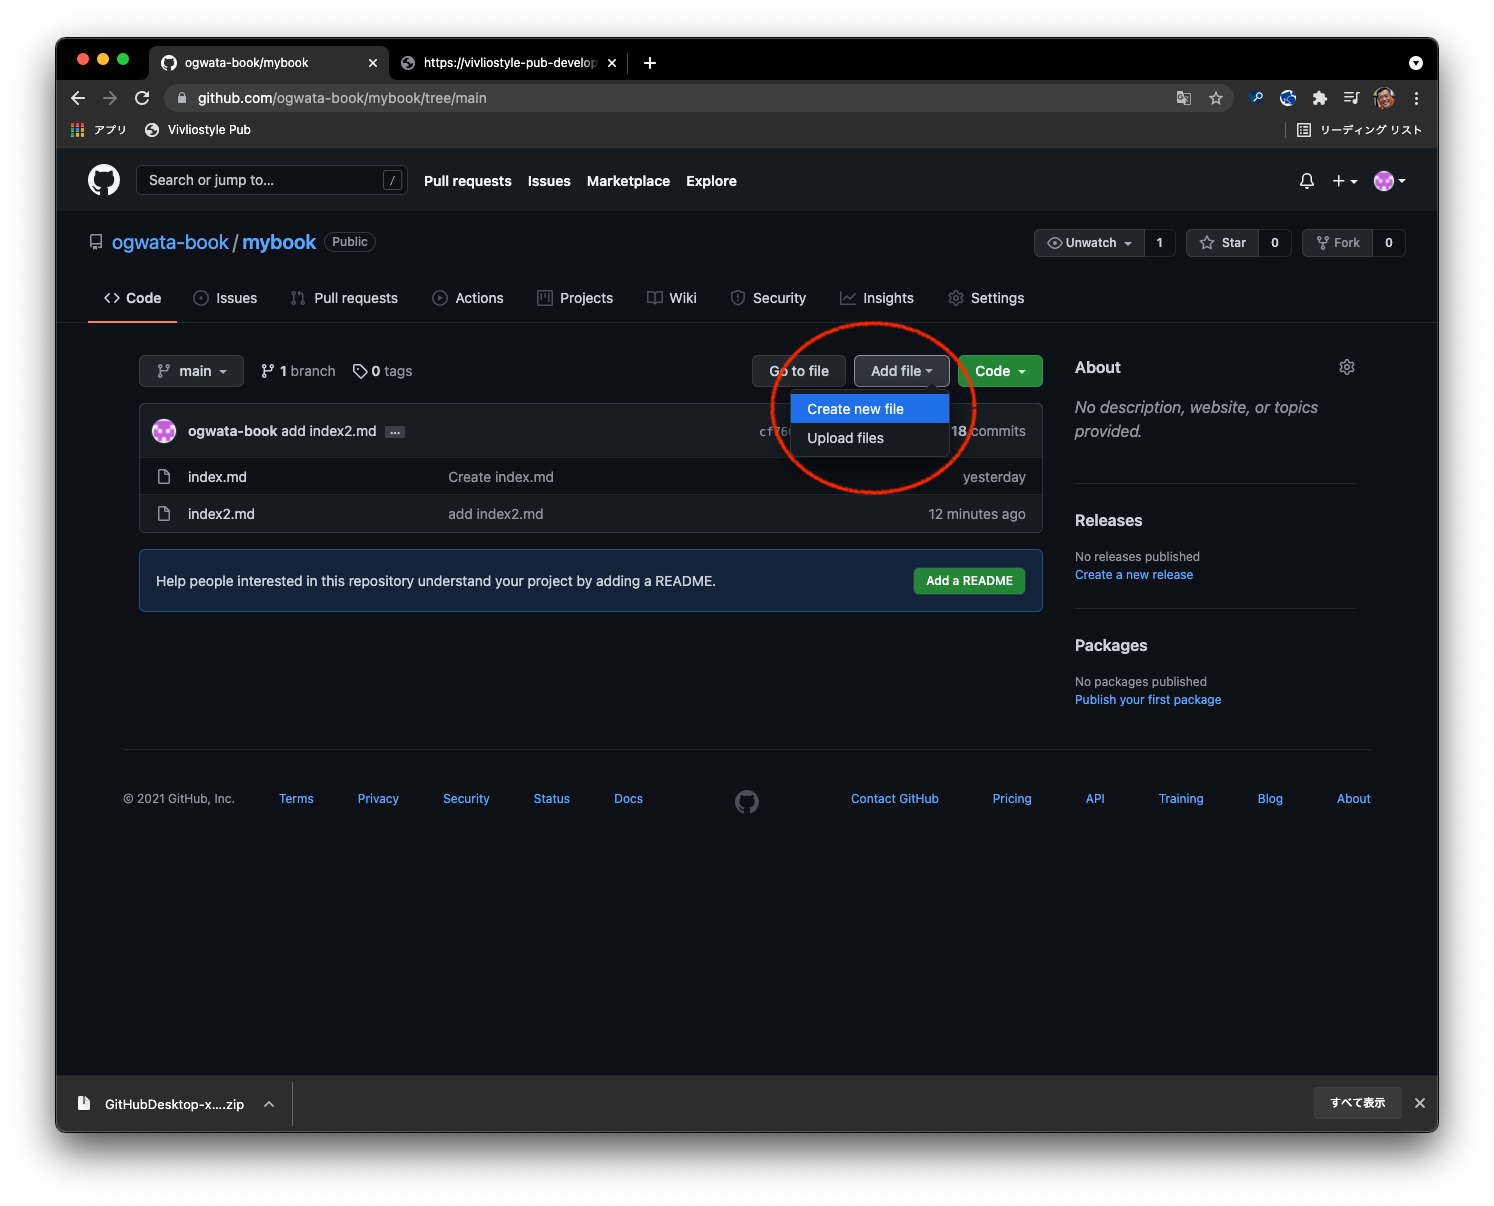 ogwata-book/mybook
https://vivliostyle-pub-develop
github.com/ogwata-book/mybook/tree/main
アプリ
Vivliostyle Pub
リーディング リスト
Search or jump to...
/
Pull requests
Issues
Marketplace
Explore
ogwata-book / mybook
Public
Unwatch
1
Star
0
Fork
0
Code
Issues
Pull requests
Actions
Projects
Wiki
Security
Insights
Settings
main
1 branch
0 tags
Go to file
Add file
Code
Create new file
Upload files
ogwata-book add index2.md
...
18 commits
index.md
Create index.md
yesterday
index2.md
add index2.md
12 minutes ago
Help people interested in this repository understand your project by adding a README.
Add a README
About
No description, website, or topics
provided.
Releases
No releases published
Create a new release
Packages
No packages published
Publish your first package
© 2021 GitHub, Inc.
Terms
Privacy
Security
Status
Docs
Contact GitHub
Pricing
API
Training
Blog
About
GitHubDesktop-x....zip
すべて表示